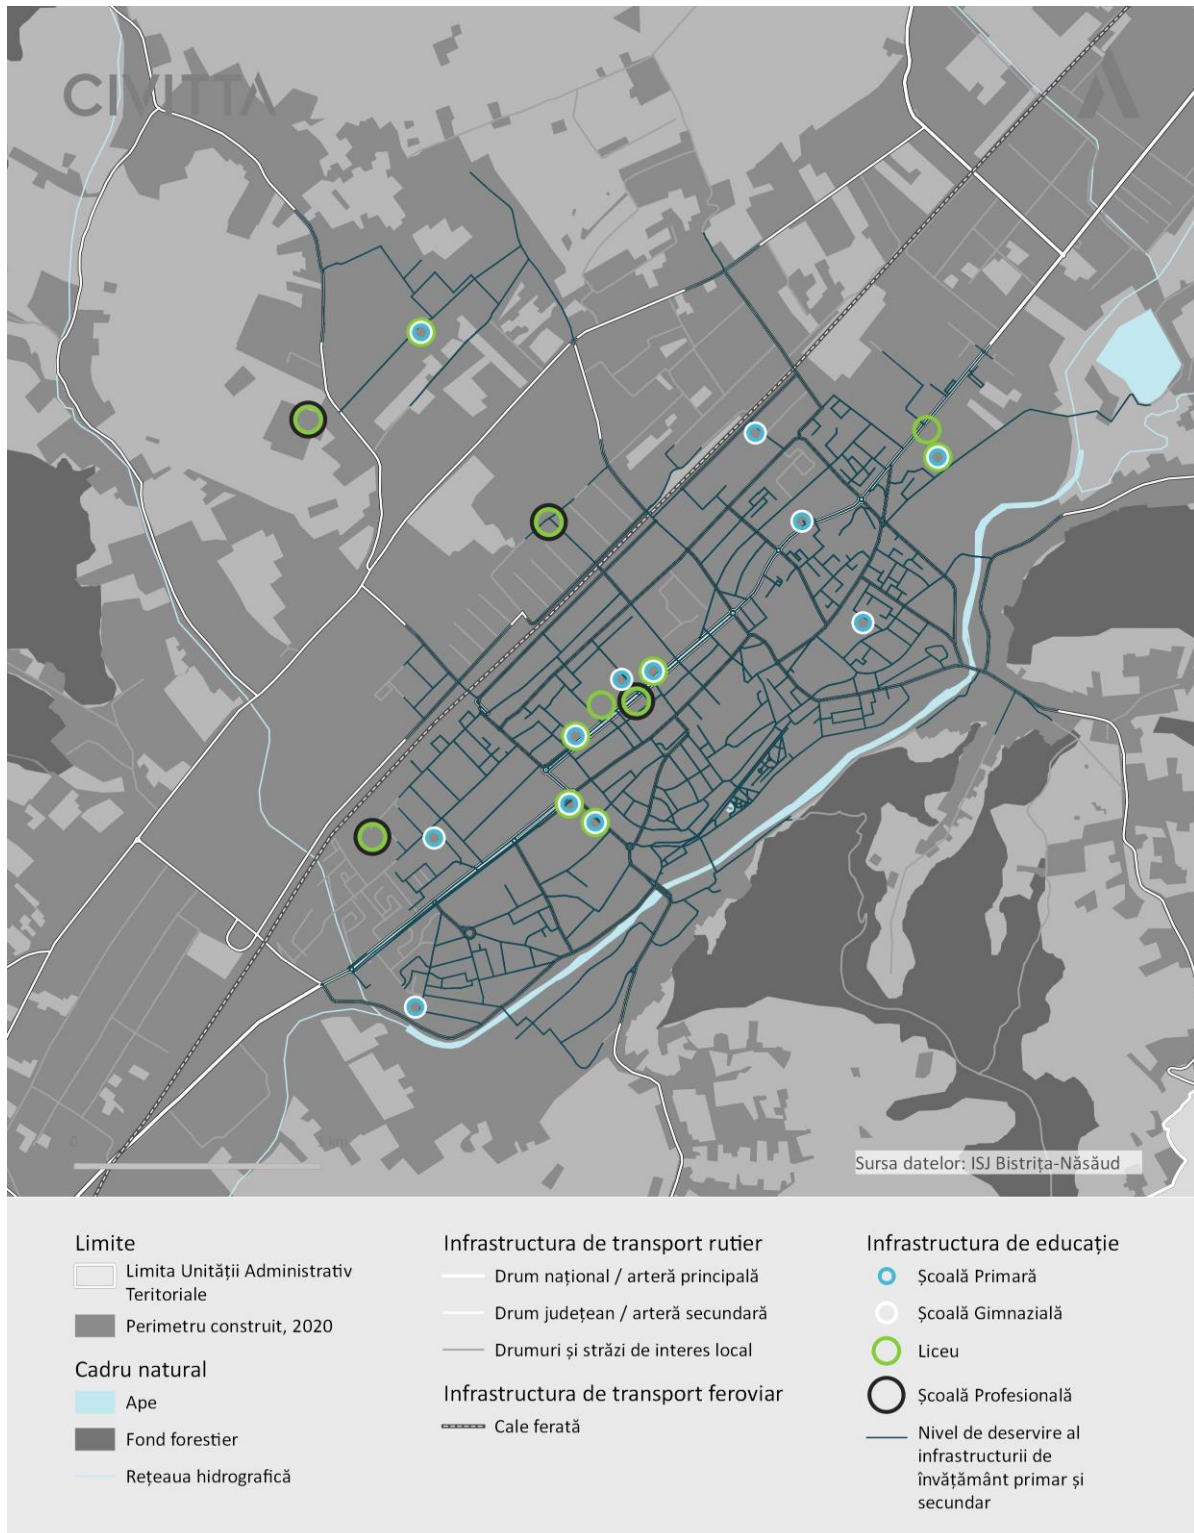 CIVITTA
0
1 km
Sursa datelor: ISJ Bistrița-Năsăud
Limite
Limita Unității Administrativ
Teritoriale
Perimetru construit, 2020
Cadru natural
Ape
Fond forestier
Rețeaua hidrografică
Infrastructura de transport rutier
Drum național / arteră principală
Drum județean / arteră secundară
Drumuri și străzi de interes local
Infrastructura de transport feroviar
Cale ferată
Infrastructura de educație
Școală Primară
Școală Gimnazială
Liceu
Școală Profesională
Nivel de deservire al
infrastructurii de
învățământ primar și
secundar